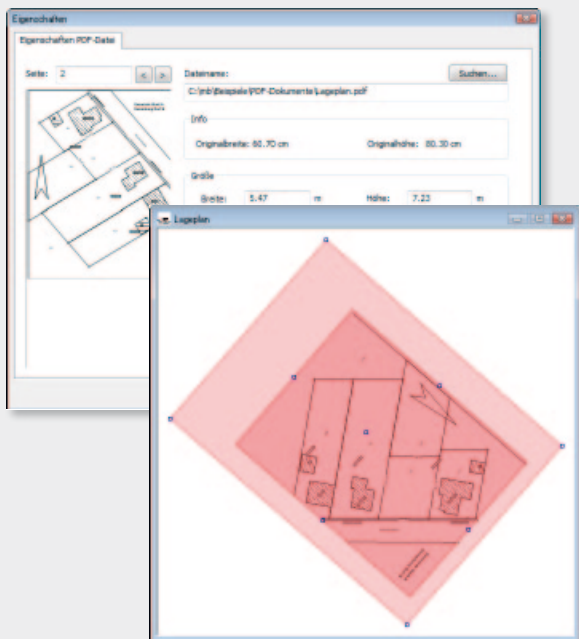 Eigenschaften
Eigenschaften PDF-Datei
Seite: 2 < >
Dateiname: Suchen...
C:\mb\Beispiele\PDF-Dokumente\Lageplan.pdf
Info
Originalbreite: 60.70 cm Originalhöhe: 80.30 cm
Größe
Breite: 5.47 m Höhe: 7.23 m
Lageplan